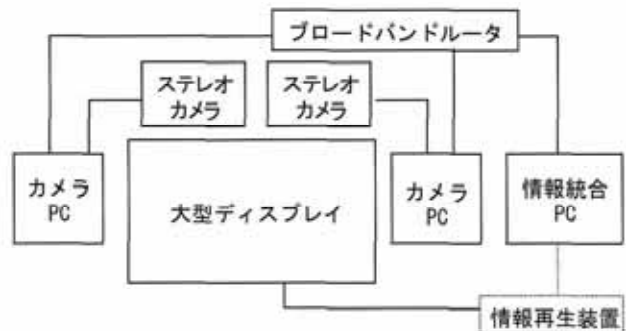 ブロードバンドルータ
ステレオ
カメラ
ステレオ
カメラ
カメラ
PC
大型ディスプレイ
カメラ
PC
情報統合
PC
情報再生装置